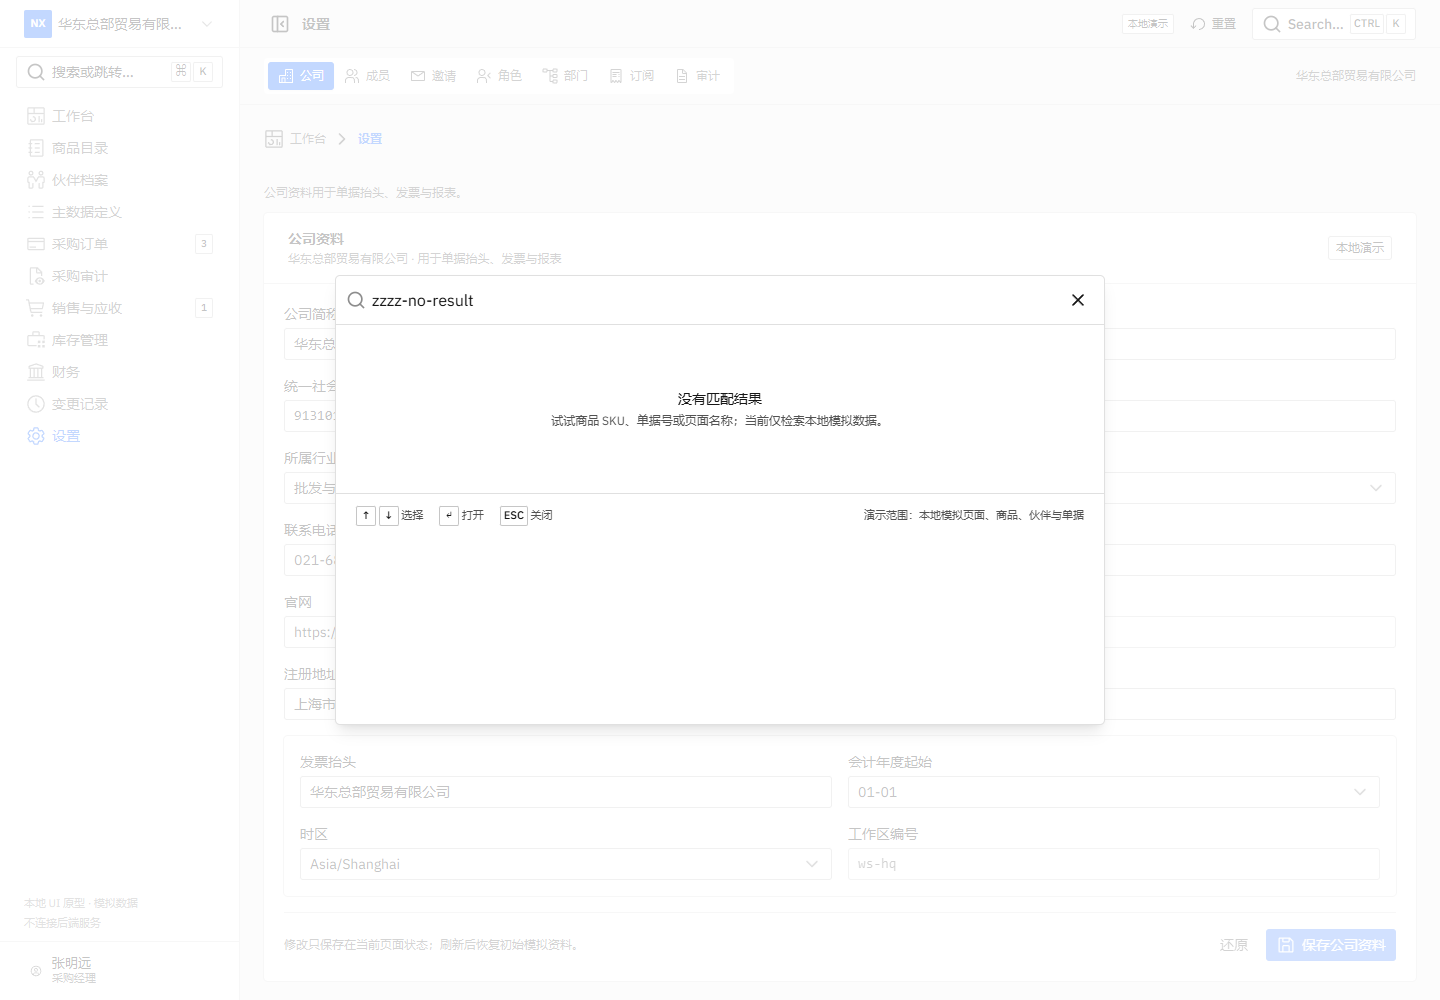 NX 华东总部贸易有限...
设置
本地演示
重置
Search... CTRL K
搜索或跳转... ⌘ K
公司
成员
邀请
角色
部门
订阅
审计
华东总部贸易有限公司
工作台
商品目录
伙伴档案
主数据定义
采购订单 3
采购审计
销售与应收 1
库存管理
财务
变更记录
设置
工作台 > 设置
公司资料用于单据抬头、发票与报表。
公司资料
华东总部贸易有限公司 · 用于单据抬头、发票与报表
本地演示
zzzz-no-result
没有匹配结果
试试商品 SKU、单据号或页面名称；当前仅检索本地模拟数据。
↑ ↓ 选择 ↵ 打开 ESC 关闭
演示范围：本地模拟页面、商品、伙伴与单据
公司简称
华东总
统一社会
91310
所属行业
批发与
联系电话
021-6
官网
https:/
注册地址
上海市
发票抬头
华东总部贸易有限公司
会计年度起始
01-01
时区
Asia/Shanghai
工作区编号
ws-hq
修改只保存在当前页面状态；刷新后恢复初始模拟资料。
还原
保存公司资料
本地 UI 原型 · 模拟数据
不连接后端服务
张明远
采购经理